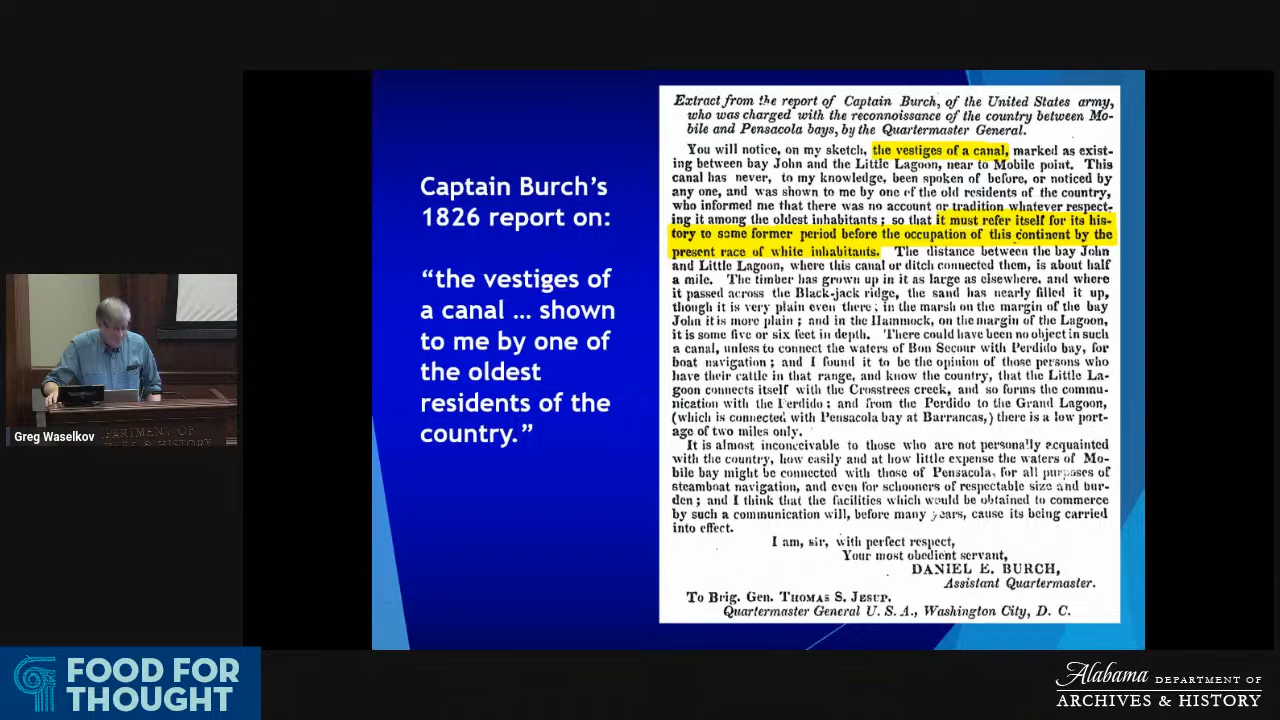 Captain Burch's
1826 report on:
"the vestiges of
a canal ... shown
to me by one of
the oldest
residents of the
country."
Extract from the report of Captain Burch, of the United States army,
who was charged with the reconnoissance of the country between Mo-
bile and Pensacola bays, by the Quartermaster General.
You will notice, on my sketch, the vestiges of a canal, marked as exist-
ing between bay John and the Little Lagoon, near to Mobile point. This
canal has never, to my knowledge, been spoken of before, or noticed by
any one, and was shown to me by one of the old residents of the country,
who informed me that there was no account or tradition whatever respect-
ing it among the oldest inhabitants; so that it must refer itself for its his-
tory to some former period before the occupation of this continent by the
present race of white inhabitants. The distance between the bay John
and Little Lagoon, where this canal or ditch connected them, is about half
a mile. The timber has grown up in it as large as elsewhere, and where
it passed across the Black-jack ridge, the sand has nearly filled it up,
though it is very plain even there; in the marsh on the margin of the bay
John it is more plain; and in the Hammock, on the margin of the Lagoon,
it is some five or six feet in depth. There could have been no object in such
a canal, unless to connect the waters of Bon Secour with Perdido bay, for
boat navigation; and I found it to be the opinion of those persons who
have their cattle in that range, and know the country, that the Little La-
goon connects itself with the Crosstrees creek, and so forms the commu-
nication with the Perdido; and from the Perdido to the Grand Lagoon,
(which is connected with Pensacola bay at Barrancas,) there is a low port-
age of two miles only.
It is almost inconceivable to those who are not personally acquainted
with the country, how easily and at how little expense the waters of Mo-
bile bay might be connected with those of Pensacola, for all purposes of
steamboat navigation, and even for schooners of respectable size and bur-
den; and I think that the facilities which would be obtained to commerce
by such a communication will, before many years, cause its being carried
into effect.
I am, sir, with perfect respect,
Your most obedient servant,
DANIEL E. BURCH,
Assistant Quartermaster.
To Brig. Gen. THOMAS S. JESUP.
Quartermaster General U. S. A., Washington City, D. C.
Greg Waselkov
PARTMENT OF
& HISTORY
FOOD FOR
THOUGHT
Alabama DEPARTMENT OF
ARCHIVES & HISTORY